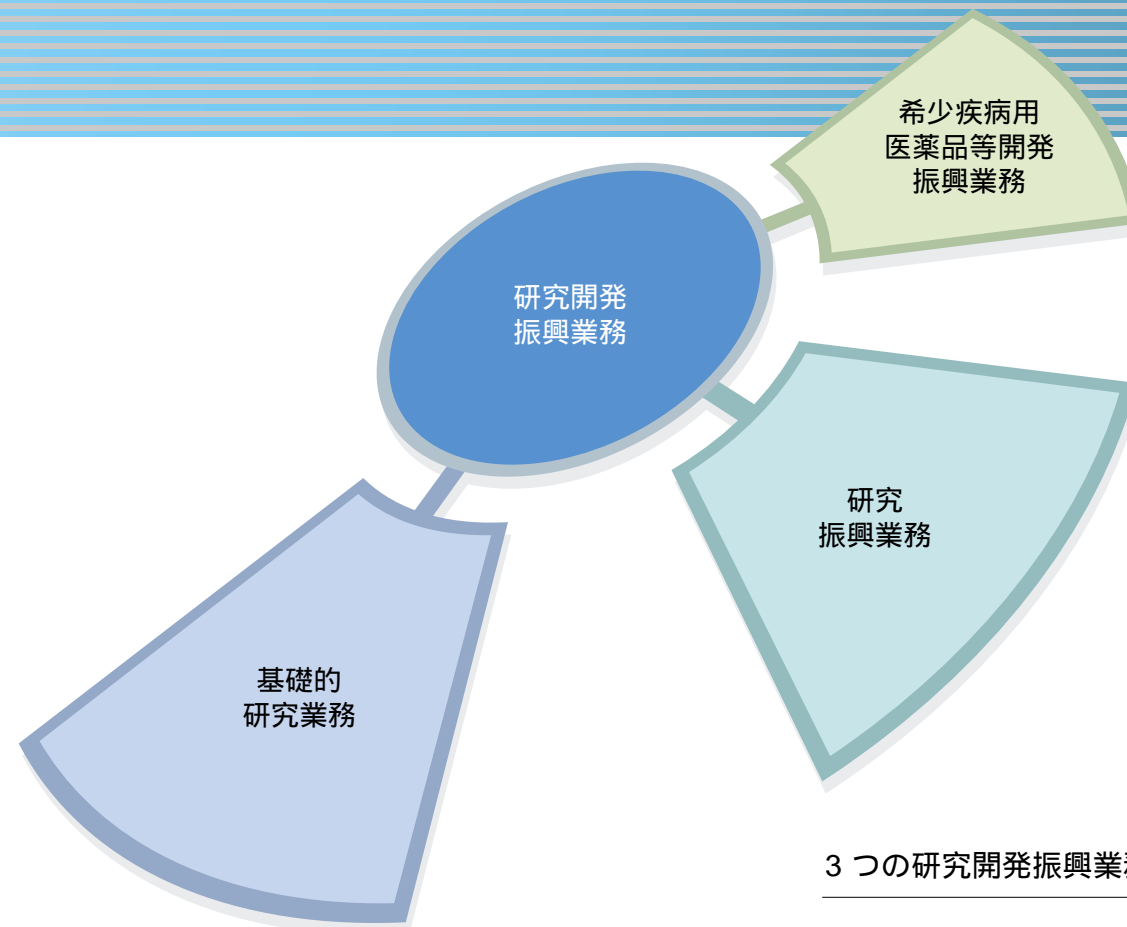 希少疾病用
医薬品等開発
振興業務
研究開発
振興業務
研究
振興業務
基礎的
研究業務
3 つの研究開発振興業